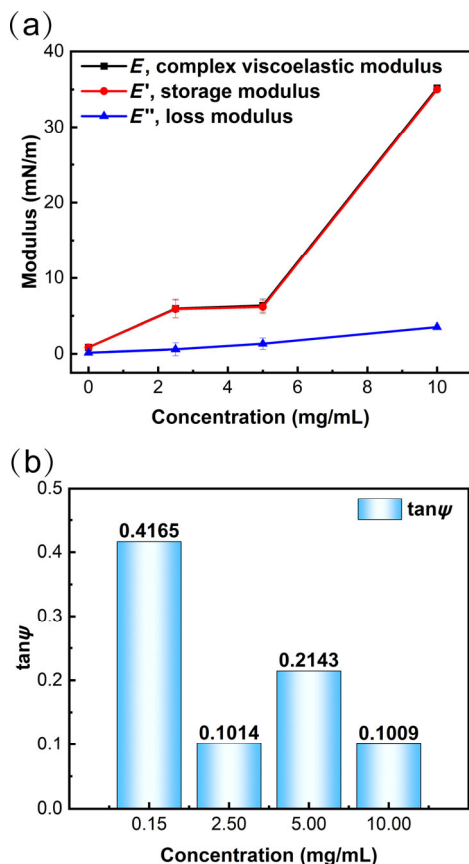 (a)
40
30
20
10
0
Modulus (mN/m)
E, complex viscoelastic modulus
E', storage modulus
E'', loss modulus
0 2 4 6 8 10
Concentration (mg/mL)
(b)
0.5
0.4
0.3
0.2
0.1
0.0
tanψ
tanψ
0.4165
0.1014
0.2143
0.1009
0.15 2.50 5.00 10.00
Concentration (mg/mL)